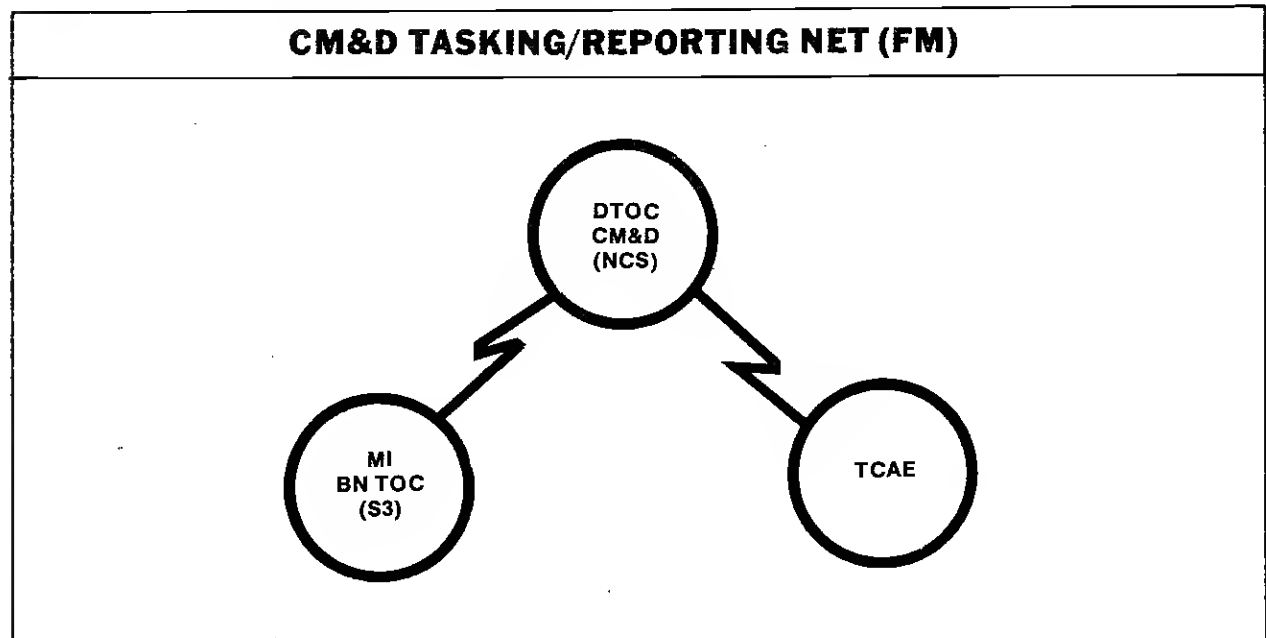 CM&D TASKING/REPORTING NET (FM)
DTOC
CM&D
(NCS)
MI
BN TOC
(S3)
TCAE